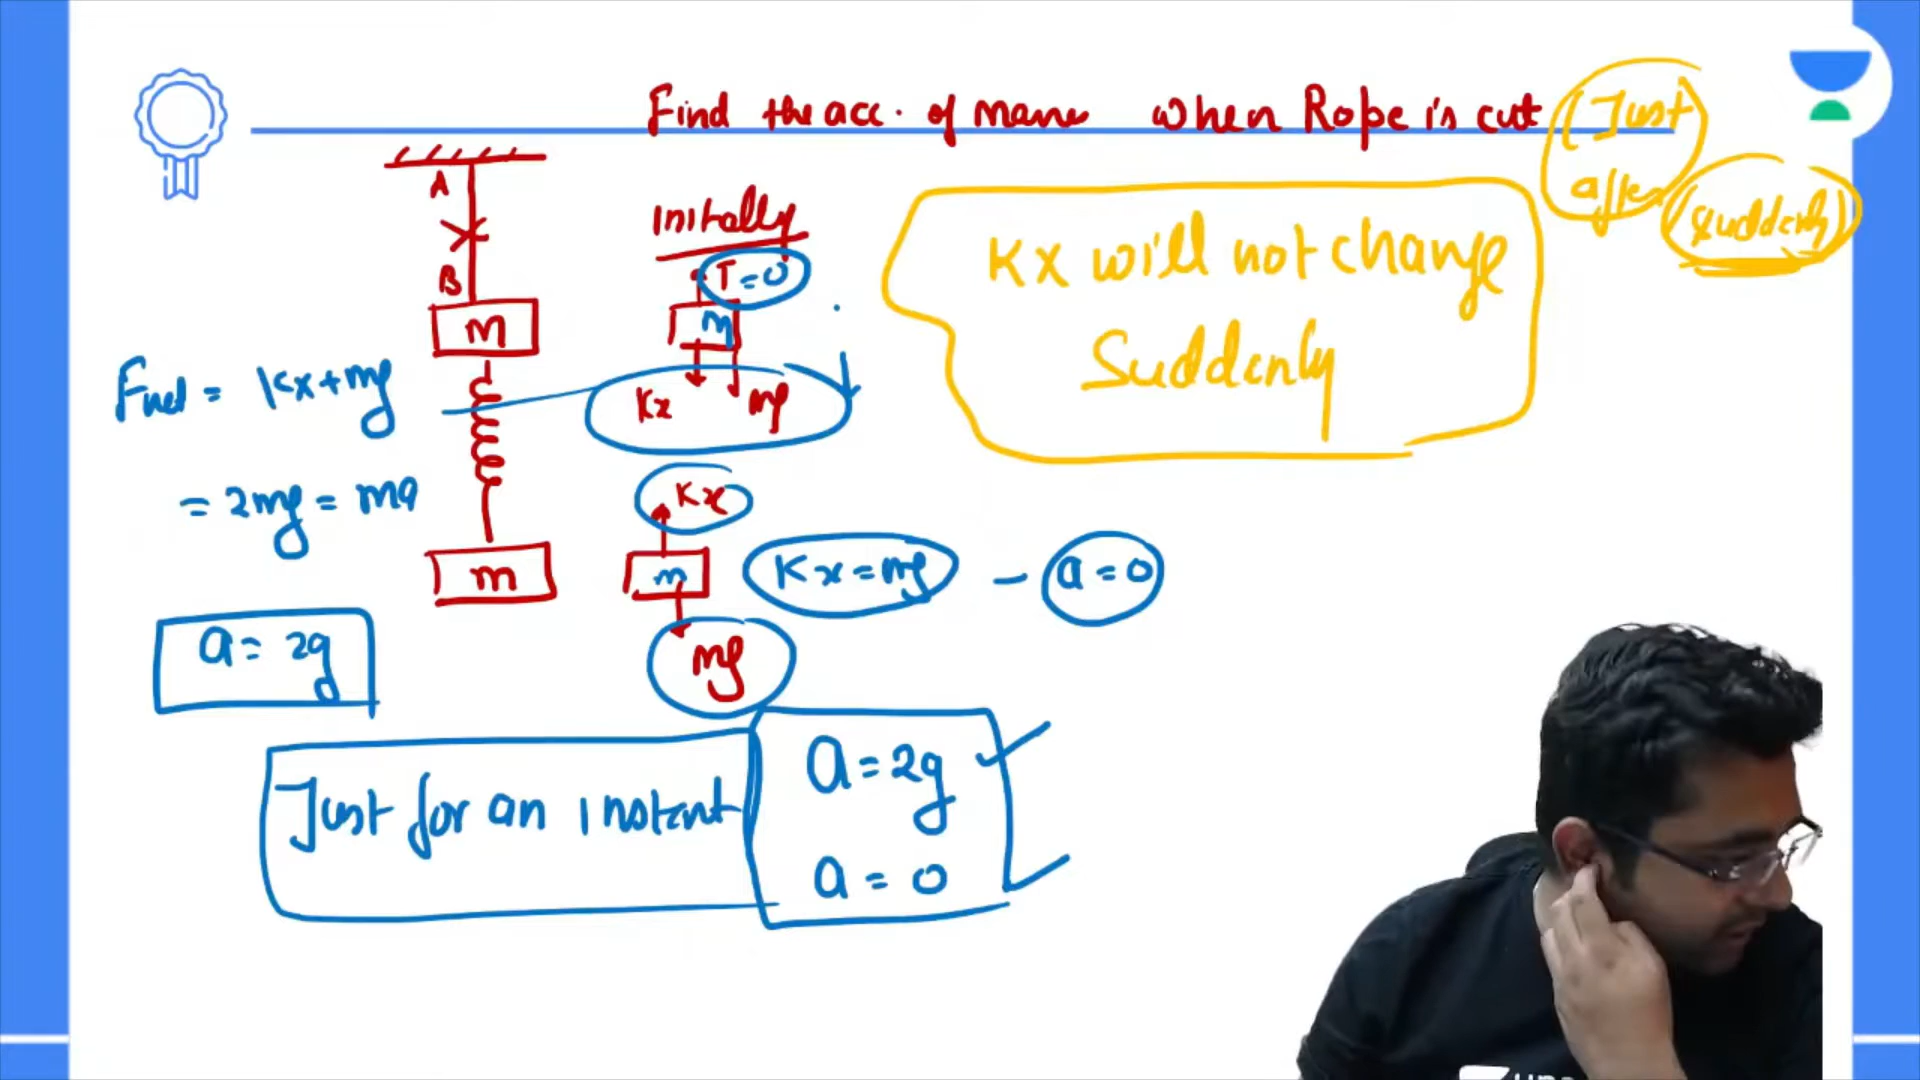 Find the acc. of mass when Rope is cut (Just
after
(suddenly)
A
B
m
m
Initially
T=0
m
Kx mg
Kx will not change
Suddenly
Fnet = Kx+mg
= 2mg = ma
a = 2g
Kx
m
mg
Kx=mg - a=0
Just for an instant
a = 2g
a = 0